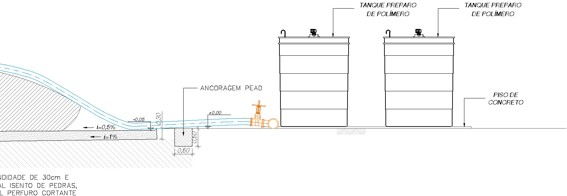 TANQUE PREPARO
DE POLÍMERO
TANQUE PREPARO
DE POLÍMERO
ANCORAGEM PEAD
PISO DE
CONCRETO
±0,00
i=0,5%
i=1%
0,60
NDIDADE DE 30cm E
AL ISENTO DE PEDRAS,
L PERFURO CORTANTE